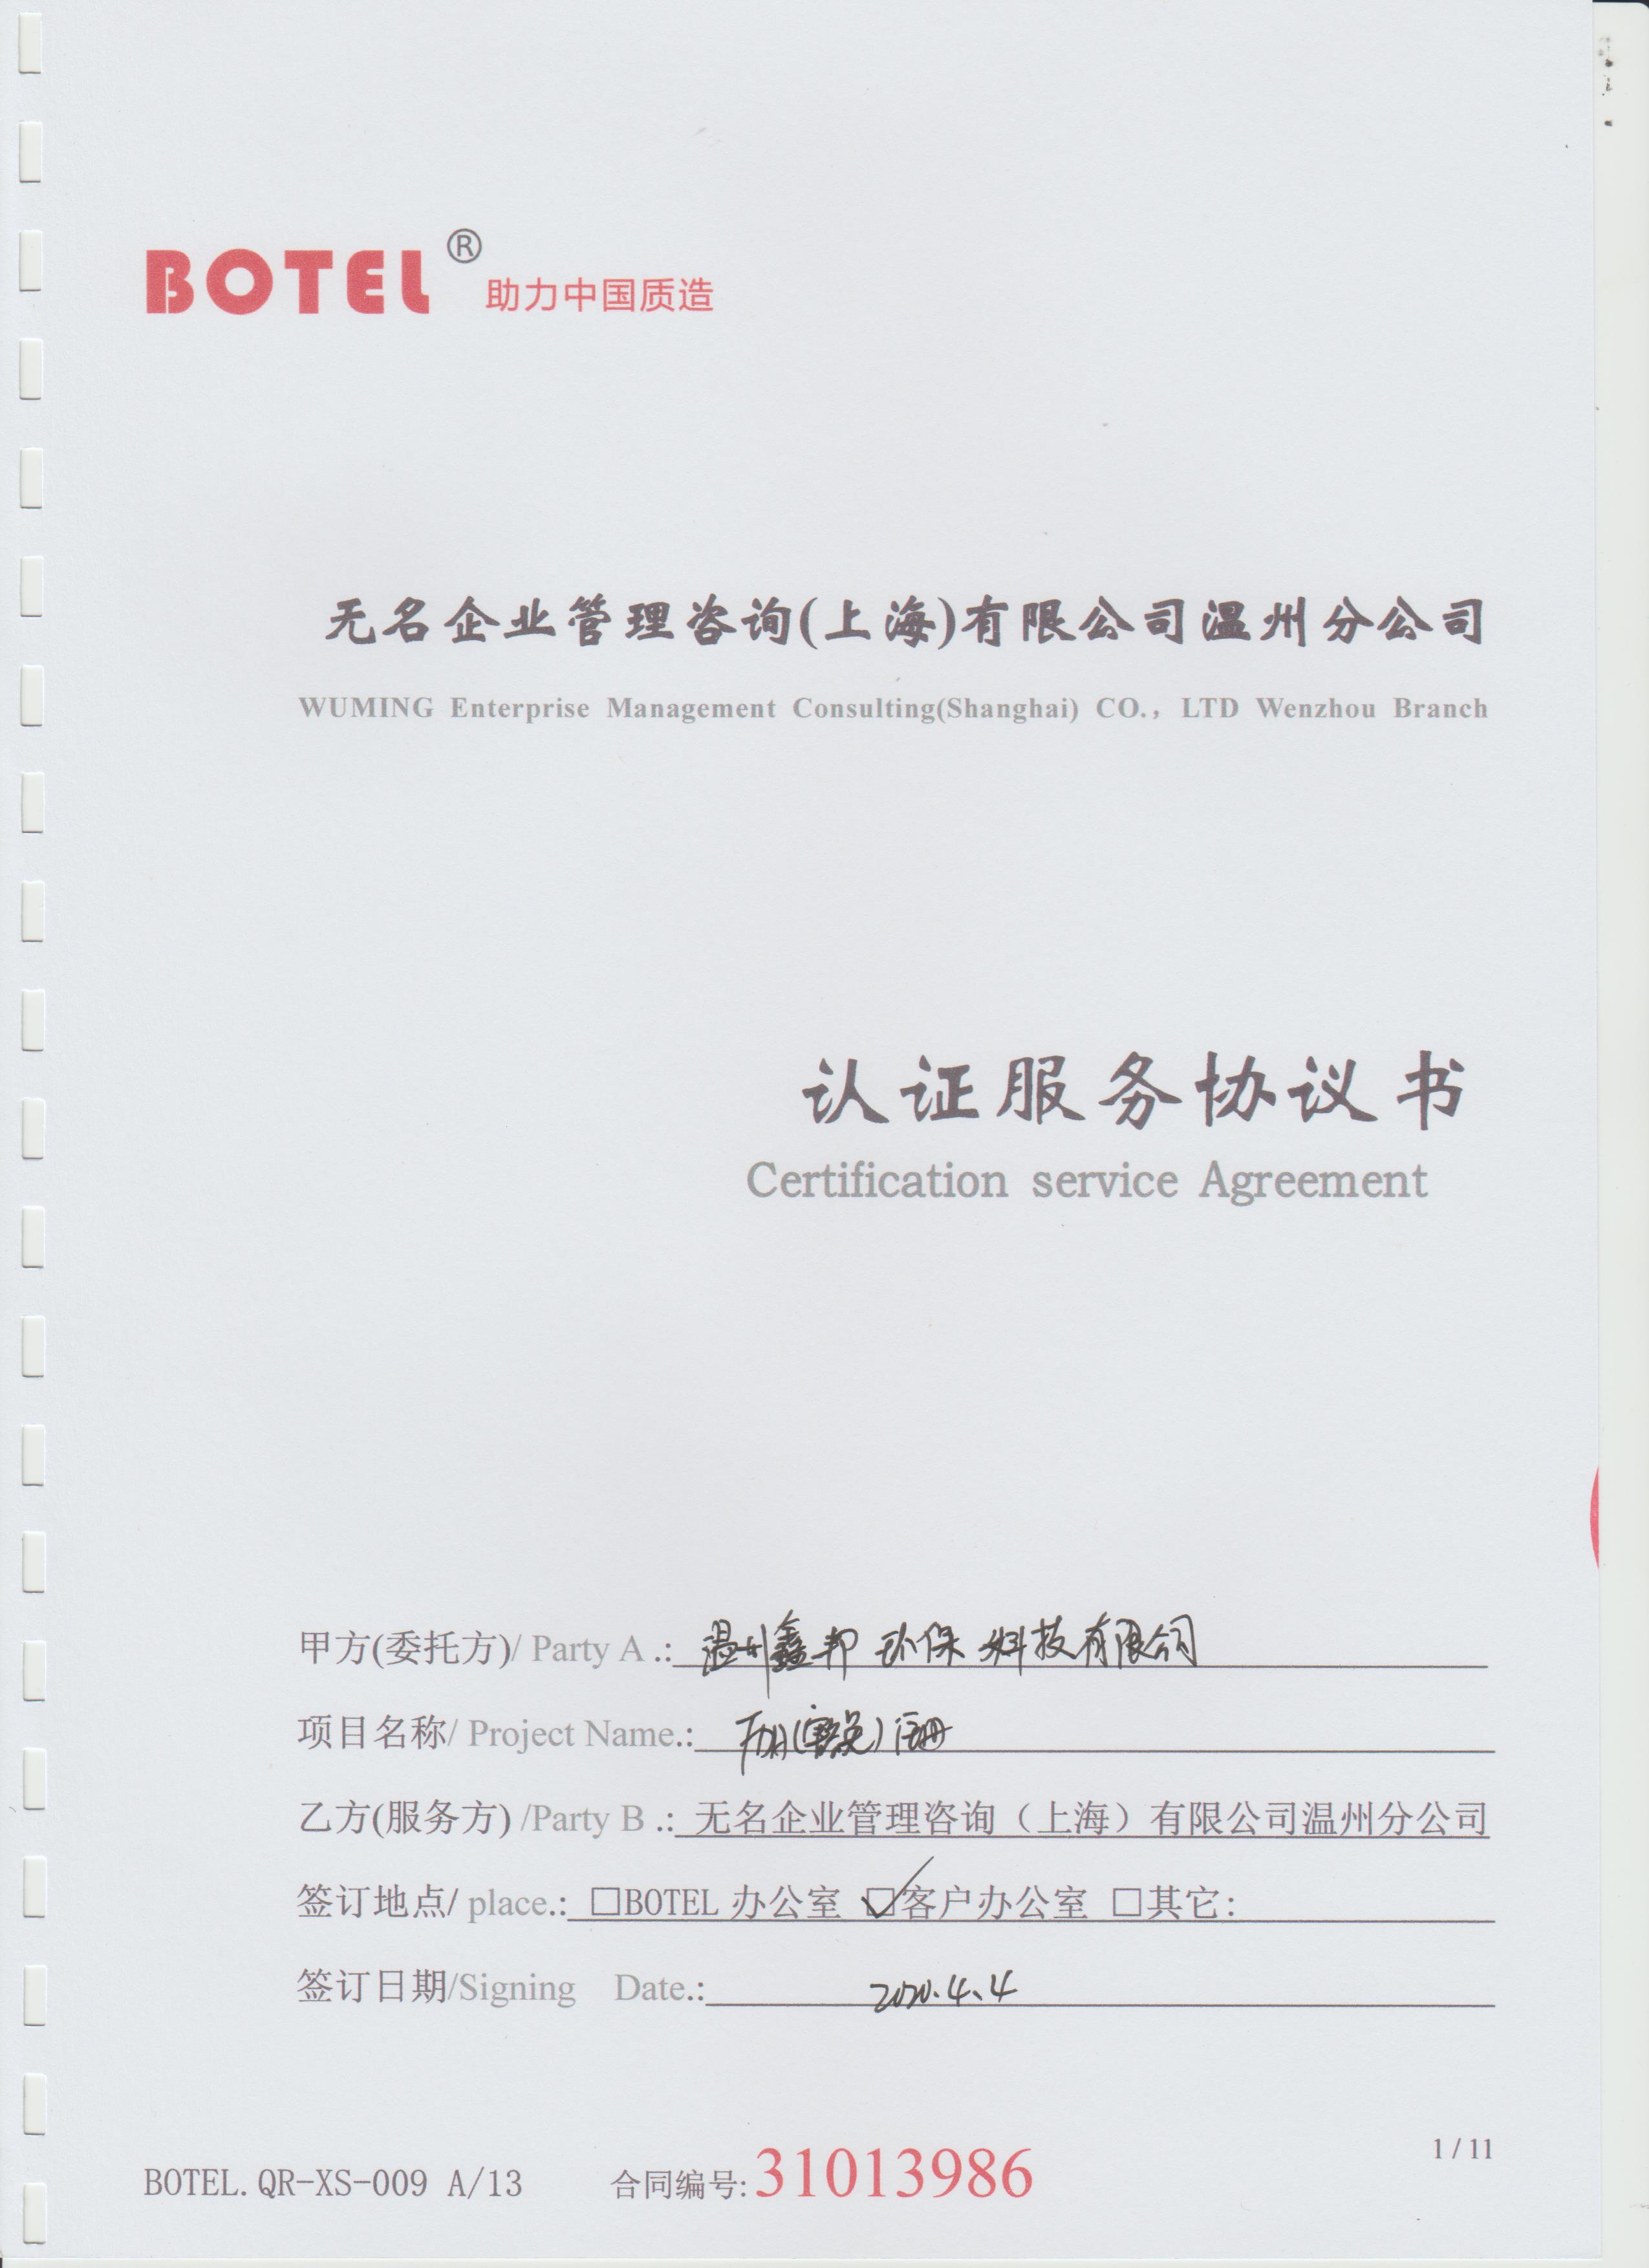 BOTEL®助力中国质造
无名企业管理咨询(上海)有限公司温州分公司
WUMING Enterprise Management Consulting(Shanghai) CO., LTD Wenzhou Branch
认证服务协议书
Certification service Agreement
甲方(委托方)/ Party A .: 温州鑫邦环保科技有限公司
项目名称/ Project Name.: FDA(豁免)注册
乙方(服务方) /Party B .: 无名企业管理咨询（上海）有限公司温州分公司
签订地点/ place.: □BOTEL 办公室 ☑客户办公室 □其它:
签订日期/Signing Date.: 2020.4.4
1 / 11
BOTEL.QR-XS-009 A/13 合同编号:31013986